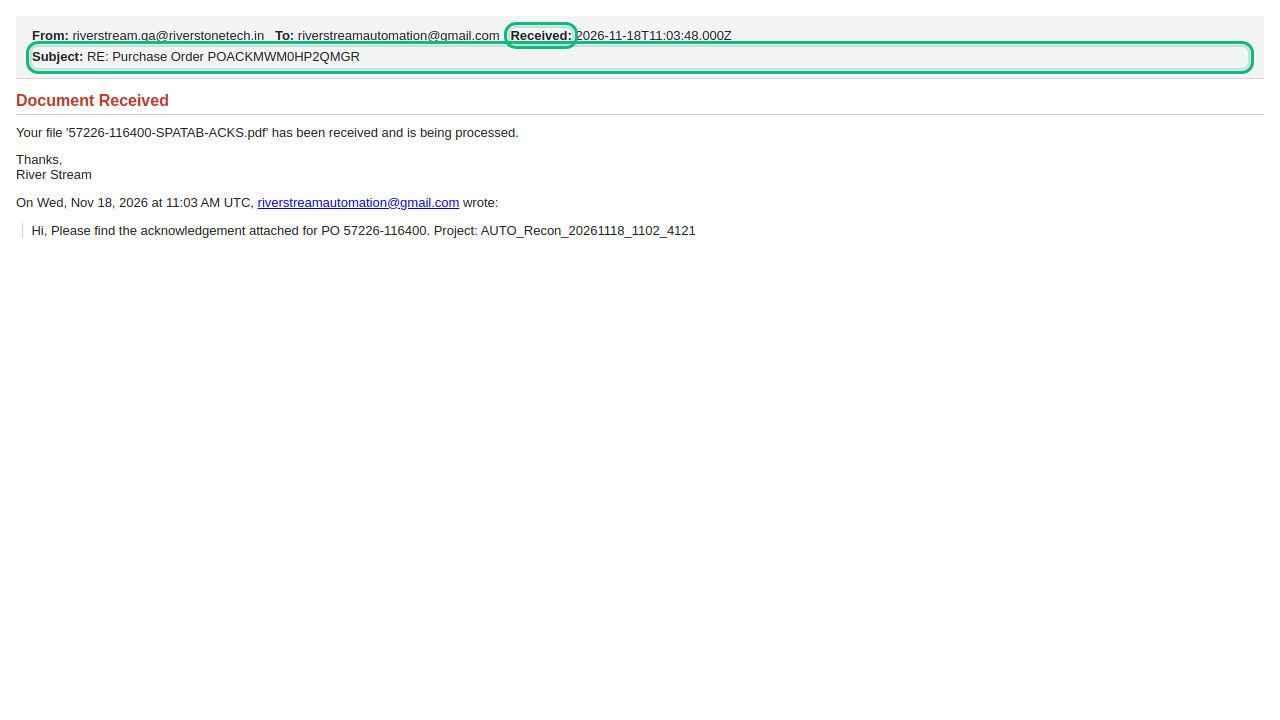 From: riverstream.qa@riverstonetech.in To: riverstreamautomation@gmail.com Received: 2026-11-18T11:03:48.000Z
Subject: RE: Purchase Order POACKMWM0HP2QMGR
Document Received
Your file '57226-116400-SPATAB-ACKS.pdf' has been received and is being processed.
Thanks,
River Stream
On Wed, Nov 18, 2026 at 11:03 AM UTC, riverstreamautomation@gmail.com wrote:
Hi, Please find the acknowledgement attached for PO 57226-116400. Project: AUTO_Recon_20261118_1102_4121